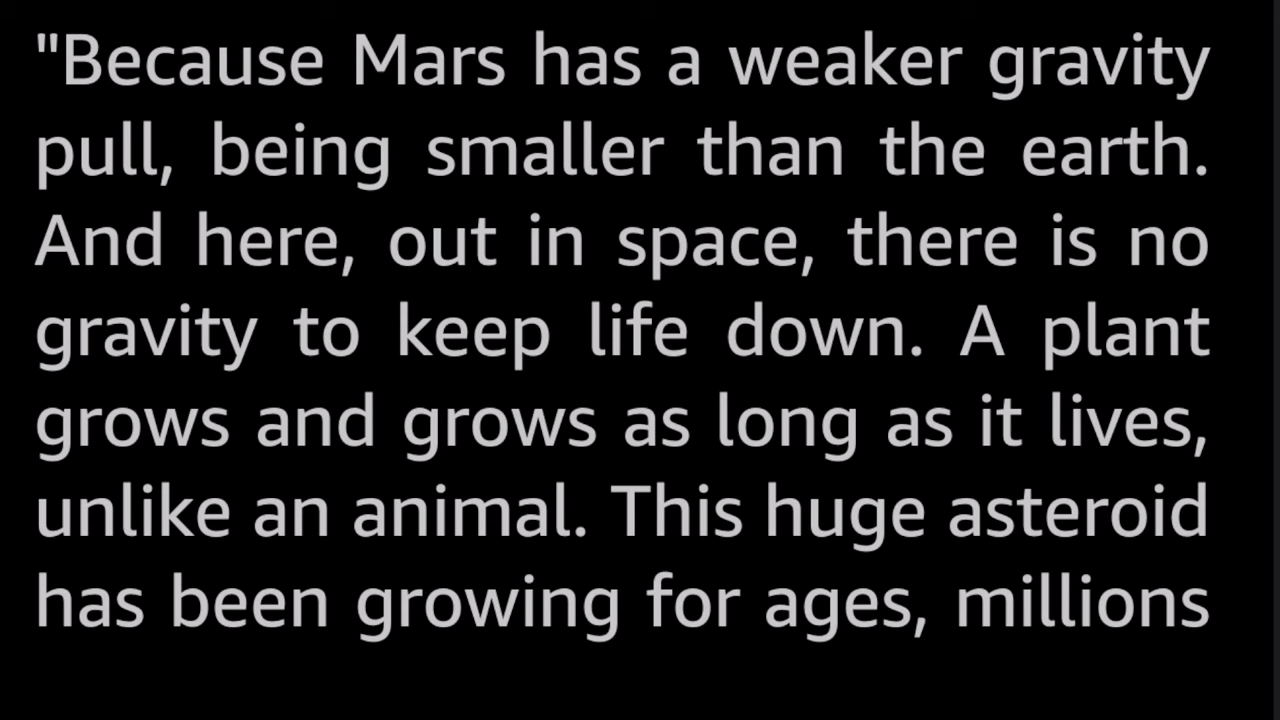 "Because Mars has a weaker gravity
pull, being smaller than the earth.
And here, out in space, there is no
gravity to keep life down. A plant
grows and grows as long as it lives,
unlike an animal. This huge asteroid
has been growing for ages, millions